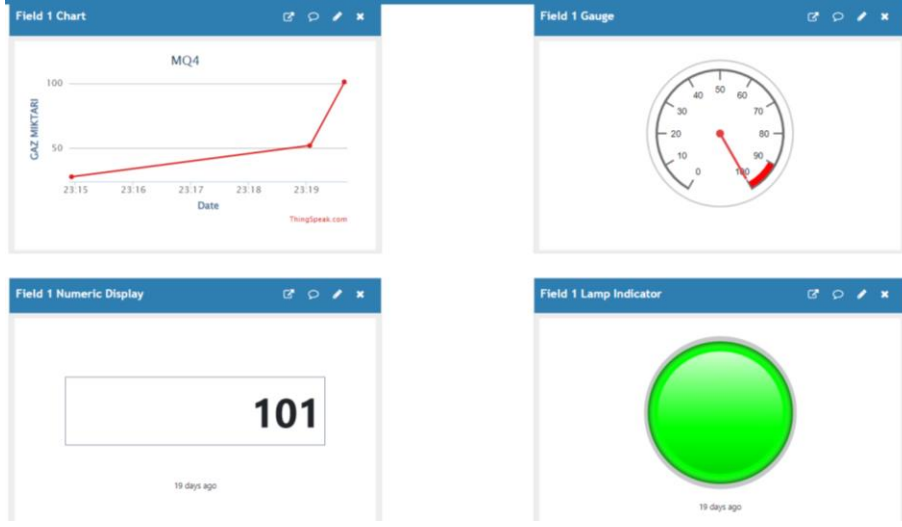 Field 1 Chart
MQ4
100
50
GAZ MIKTARI
23:15 23:16 23:17 23:18 23:19
Date
ThingSpeak.com
Field 1 Gauge
0 10 20 30 40 50 60 70 80 90 100
Field 1 Numeric Display
101
19 days ago
Field 1 Lamp Indicator
19 days ago